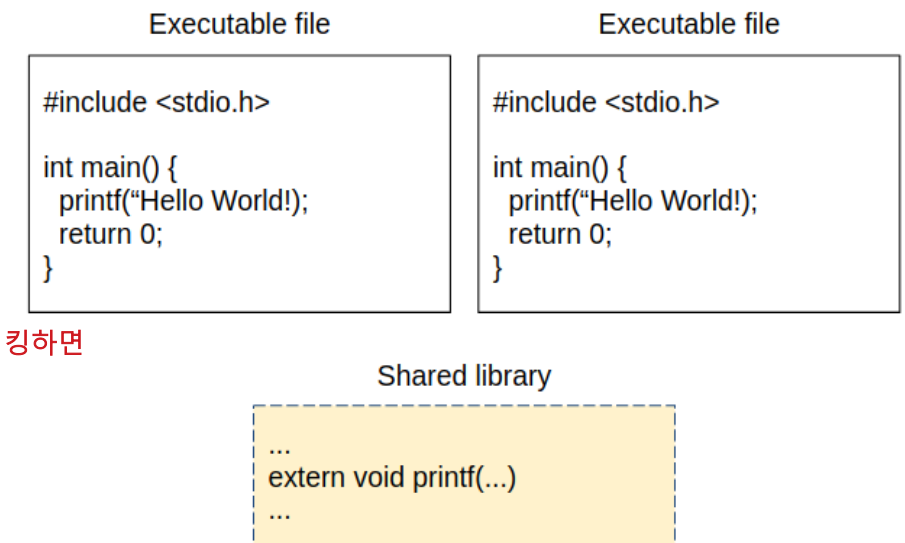 Executable file
#include <stdio.h>
int main() {
printf(“Hello World!);
return 0;
}
Executable file
#include <stdio.h>
int main() {
printf(“Hello World!);
return 0;
}
킹하면
Shared library
...
extern void printf(...)
...